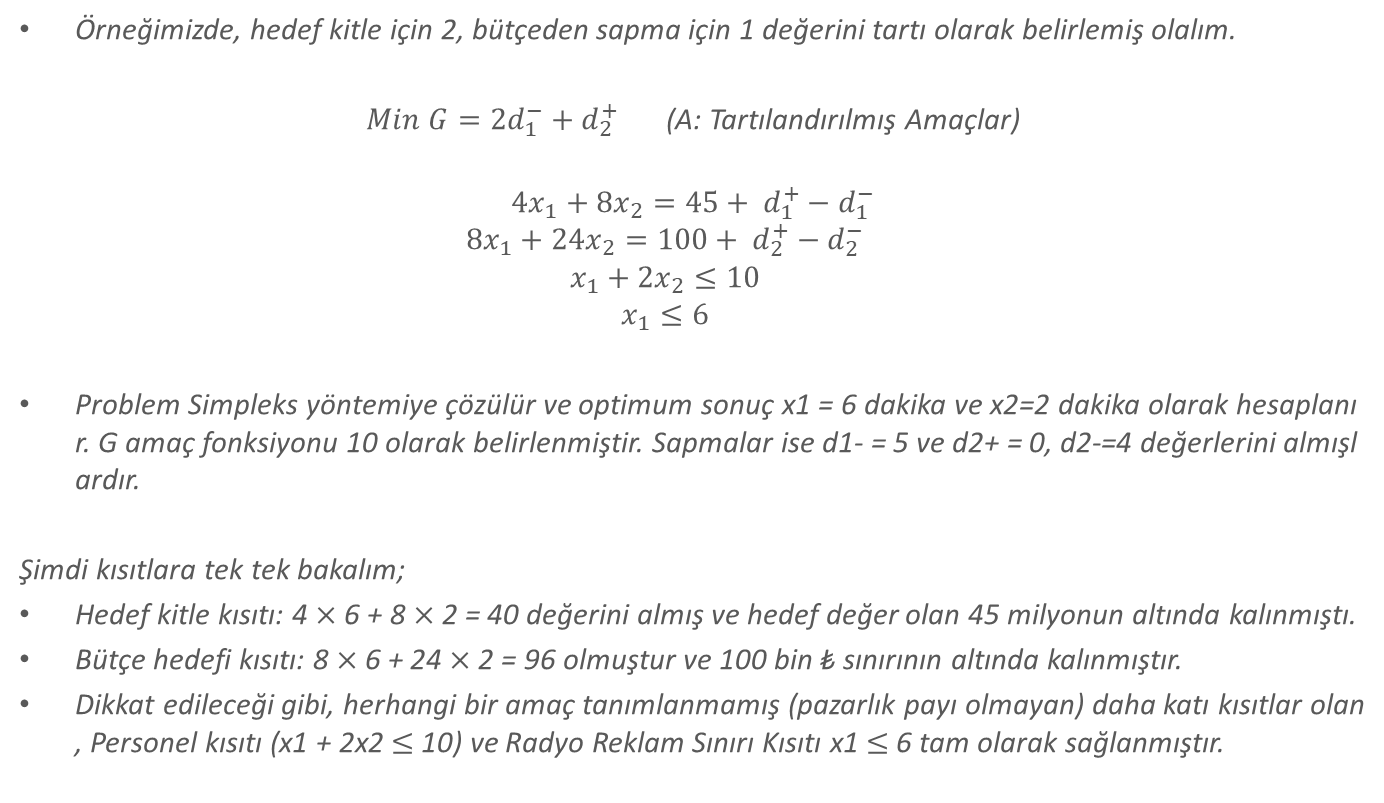 • Örneğimizde, hedef kitle için 2, bütçeden sapma için 1 değerini tartı olarak belirlemiş olalım.
Min G = 2d₁⁻ + d₂⁺ (A: Tartılandırılmış Amaçlar)
4x₁ + 8x₂ = 45 + d₁⁺ − d₁⁻
8x₁ + 24x₂ = 100 + d₂⁺ − d₂⁻
x₁ + 2x₂ ≤ 10
x₁ ≤ 6
• Problem Simpleks yöntemiye çözülür ve optimum sonuç x1 = 6 dakika ve x2=2 dakika olarak hesaplanı
r. G amaç fonksiyonu 10 olarak belirlenmiştir. Sapmalar ise d1- = 5 ve d2+ = 0, d2-=4 değerlerini almışl
ardır.
Şimdi kısıtlara tek tek bakalım;
• Hedef kitle kısıtı: 4 × 6 + 8 × 2 = 40 değerini almış ve hedef değer olan 45 milyonun altında kalınmıştı.
• Bütçe hedefi kısıtı: 8 × 6 + 24 × 2 = 96 olmuştur ve 100 bin ₺ sınırının altında kalınmıştır.
• Dikkat edileceği gibi, herhangi bir amaç tanımlanmamış (pazarlık payı olmayan) daha katı kısıtlar olan
, Personel kısıtı (x1 + 2x2 ≤ 10) ve Radyo Reklam Sınırı Kısıtı x1 ≤ 6 tam olarak sağlanmıştır.